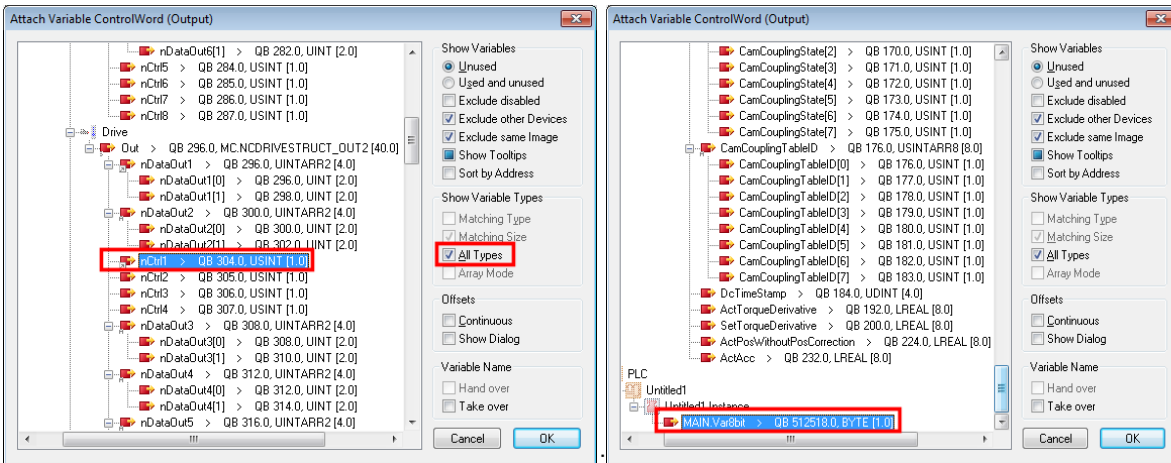 Attach Variable ControlWord (Output)
nDataOut6[1] > QB 282.0, UINT [2.0]
nCtrl5 > QB 284.0, USINT [1.0]
nCtrl6 > QB 285.0, USINT [1.0]
nCtrl7 > QB 286.0, USINT [1.0]
nCtrl8 > QB 287.0, USINT [1.0]
Drive
Out > QB 296.0, MC.NCDRIVESTRUCT_OUT2 [40.0]
nDataOut1 > QB 296.0, UINTARR2 [4.0]
nDataOut1[0] > QB 296.0, UINT [2.0]
nDataOut1[1] > QB 298.0, UINT [2.0]
nDataOut2 > QB 300.0, UINTARR2 [4.0]
nDataOut2[0] > QB 300.0, UINT [2.0]
nDataOut2[1] > QB 302.0, UINT [2.0]
nCtrl1 > QB 304.0, USINT [1.0]
nCtrl2 > QB 305.0, USINT [1.0]
nCtrl3 > QB 306.0, USINT [1.0]
nCtrl4 > QB 307.0, USINT [1.0]
nDataOut3 > QB 308.0, UINTARR2 [4.0]
nDataOut3[0] > QB 308.0, UINT [2.0]
nDataOut3[1] > QB 310.0, UINT [2.0]
nDataOut4 > QB 312.0, UINTARR2 [4.0]
nDataOut4[0] > QB 312.0, UINT [2.0]
nDataOut4[1] > QB 314.0, UINT [2.0]
nDataOut5 > QB 316.0, UINTARR2 [4.0]
Show Variables
Unused
Used and unused
Exclude disabled
Exclude other Devices
Exclude same Image
Show Tooltips
Sort by Address
Show Variable Types
Matching Type
Matching Size
All Types
Array Mode
Offsets
Continuous
Show Dialog
Variable Name
Hand over
Take over
Cancel
OK
.
Attach Variable ControlWord (Output)
CamCouplingState[2] > QB 170.0, USINT [1.0]
CamCouplingState[3] > QB 171.0, USINT [1.0]
CamCouplingState[4] > QB 172.0, USINT [1.0]
CamCouplingState[5] > QB 173.0, USINT [1.0]
CamCouplingState[6] > QB 174.0, USINT [1.0]
CamCouplingState[7] > QB 175.0, USINT [1.0]
CamCouplingTableID > QB 176.0, USINTARR8 [8.0]
CamCouplingTableID[0] > QB 176.0, USINT [1.0]
CamCouplingTableID[1] > QB 177.0, USINT [1.0]
CamCouplingTableID[2] > QB 178.0, USINT [1.0]
CamCouplingTableID[3] > QB 179.0, USINT [1.0]
CamCouplingTableID[4] > QB 180.0, USINT [1.0]
CamCouplingTableID[5] > QB 181.0, USINT [1.0]
CamCouplingTableID[6] > QB 182.0, USINT [1.0]
CamCouplingTableID[7] > QB 183.0, USINT [1.0]
DcTimeStamp > QB 184.0, UDINT [4.0]
ActTorqueDerivative > QB 192.0, LREAL [8.0]
SetTorqueDerivative > QB 200.0, LREAL [8.0]
ActPosWithoutPosCorrection > QB 224.0, LREAL [8.0]
ActAcc > QB 232.0, LREAL [8.0]
PLC
Untitled1
Untitled1 Instance
MAIN.Var8bit > QB 512518.0, BYTE [1.0]
Show Variables
Unused
Used and unused
Exclude disabled
Exclude other Devices
Exclude same Image
Show Tooltips
Sort by Address
Show Variable Types
Matching Type
Matching Size
All Types
Array Mode
Offsets
Continuous
Show Dialog
Variable Name
Hand over
Take over
Cancel
OK